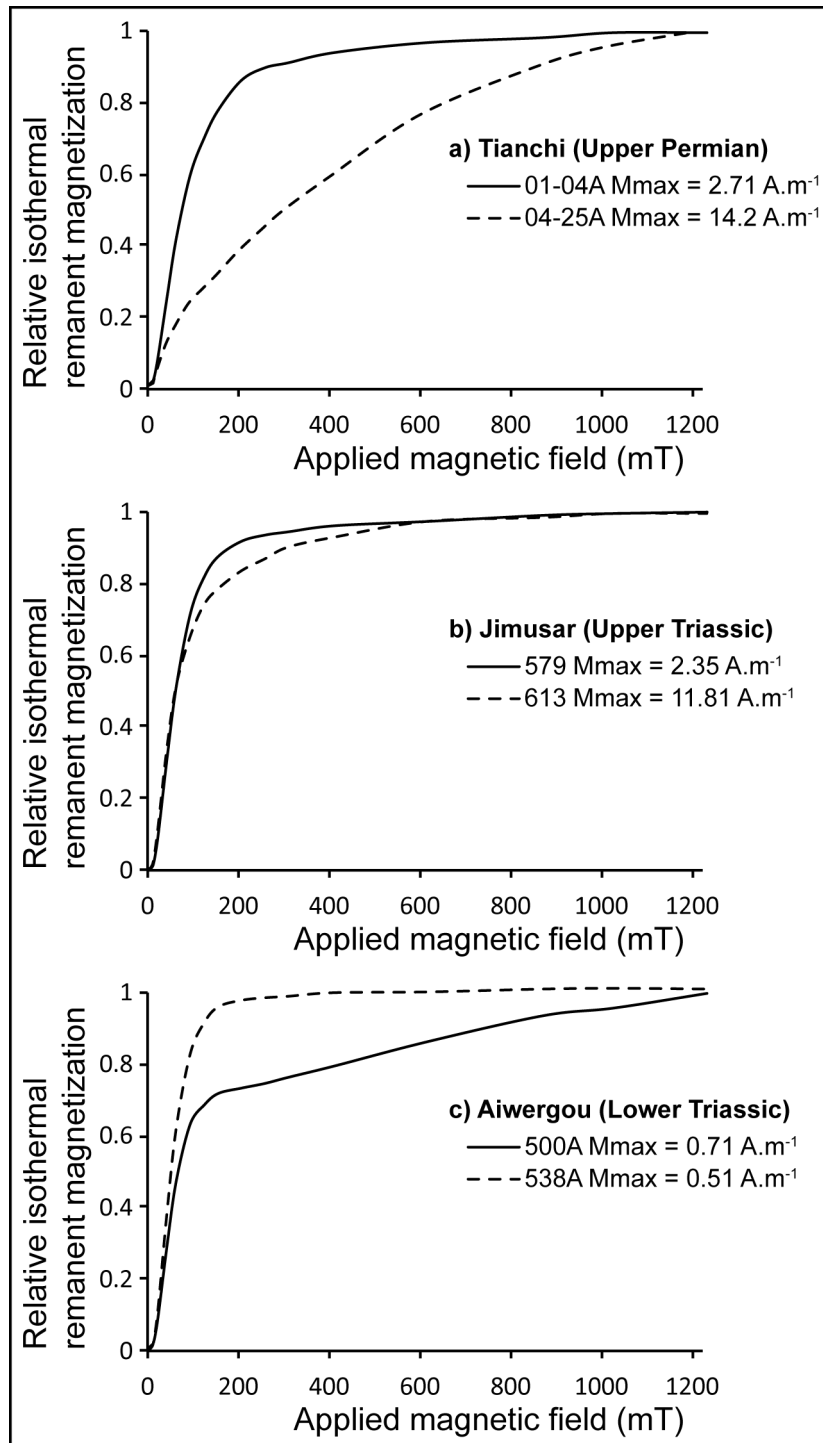 Relative isothermal
remanent magnetization
1
0.8
0.6
0.4
0.2
0
0 200 400 600 800 1000 1200
Applied magnetic field (mT)
a) Tianchi (Upper Permian)
01-04A Mmax = 2.71 A.m-1
04-25A Mmax = 14.2 A.m-1
Relative isothermal
remanent magnetization
1
0.8
0.6
0.4
0.2
0
0 200 400 600 800 1000 1200
Applied magnetic field (mT)
b) Jimusar (Upper Triassic)
579 Mmax = 2.35 A.m-1
613 Mmax = 11.81 A.m-1
Relative isothermal
remanent magnetization
1
0.8
0.6
0.4
0.2
0
0 200 400 600 800 1000 1200
Applied magnetic field (mT)
c) Aiwergou (Lower Triassic)
500A Mmax = 0.71 A.m-1
538A Mmax = 0.51 A.m-1